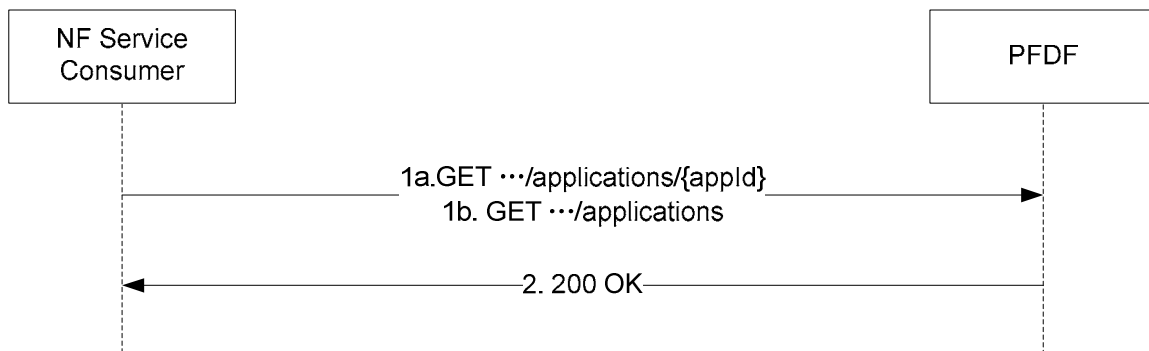 NF Service
Consumer
PFDF
1a.GET ···/applications/{appId}
1b. GET ···/applications
2. 200 OK